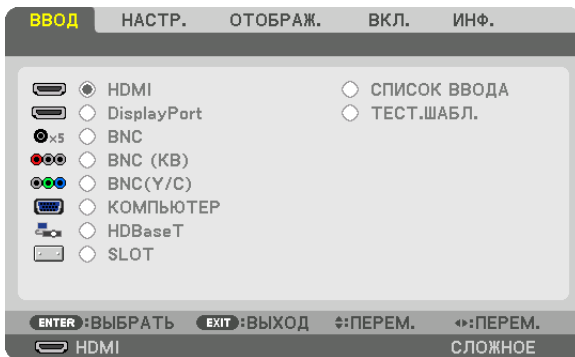 ВВОД НАСТР. ОТОБРАЖ. ВКЛ. ИНФ.
HDMI СПИСОК ВВОДА
DisplayPort ТЕСТ.ШАБЛ.
×5 BNC
BNC (КВ)
BNC(Y/C)
КОМПЬЮТЕР
HDBaseT
SLOT
ENTER :ВЫБРАТЬ EXIT :ВЫХОД :ПЕРЕМ. :ПЕРЕМ.
HDMI СЛОЖНОЕ